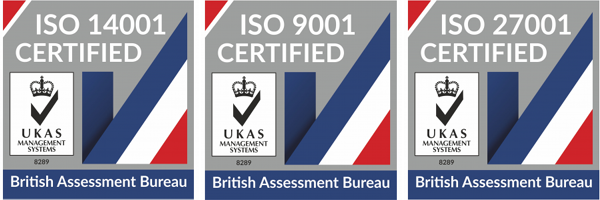 ISO 14001
CERTIFIED
UKAS
MANAGEMENT
SYSTEMS
8289
British Assessment Bureau
ISO 9001
CERTIFIED
UKAS
MANAGEMENT
SYSTEMS
8289
British Assessment Bureau
ISO 27001
CERTIFIED
UKAS
MANAGEMENT
SYSTEMS
8289
British Assessment Bureau